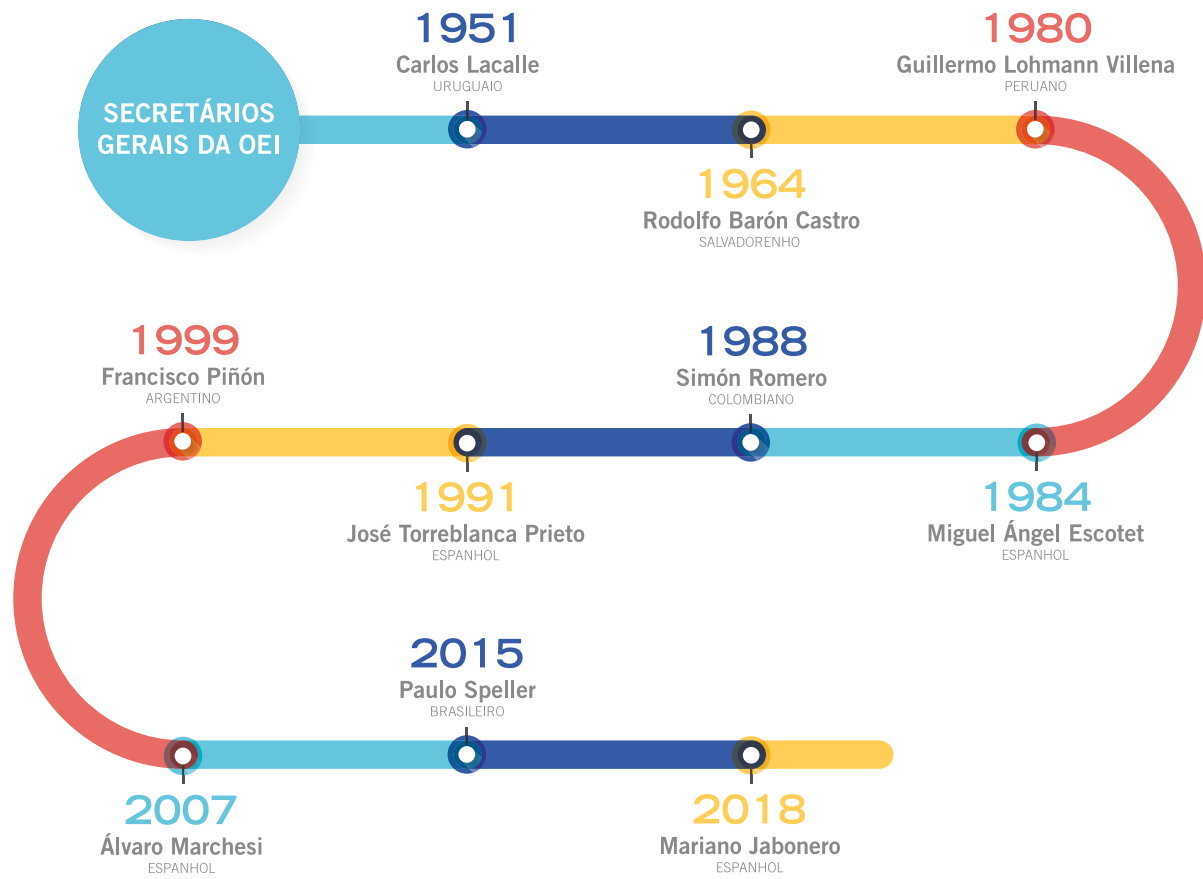 SECRETÁRIOS
GERAIS DA OEI
1951
Carlos Lacalle
URUGUAIO
1964
Rodolfo Barón Castro
SALVADORENHO
1980
Guillermo Lohmann Villena
PERUANO
1984
Miguel Ángel Escotet
ESPANHOL
1988
Simón Romero
COLOMBIANO
1991
José Torreblanca Prieto
ESPANHOL
1999
Francisco Piñón
ARGENTINO
2007
Álvaro Marchesi
ESPANHOL
2015
Paulo Speller
BRASILEIRO
2018
Mariano Jabonero
ESPANHOL